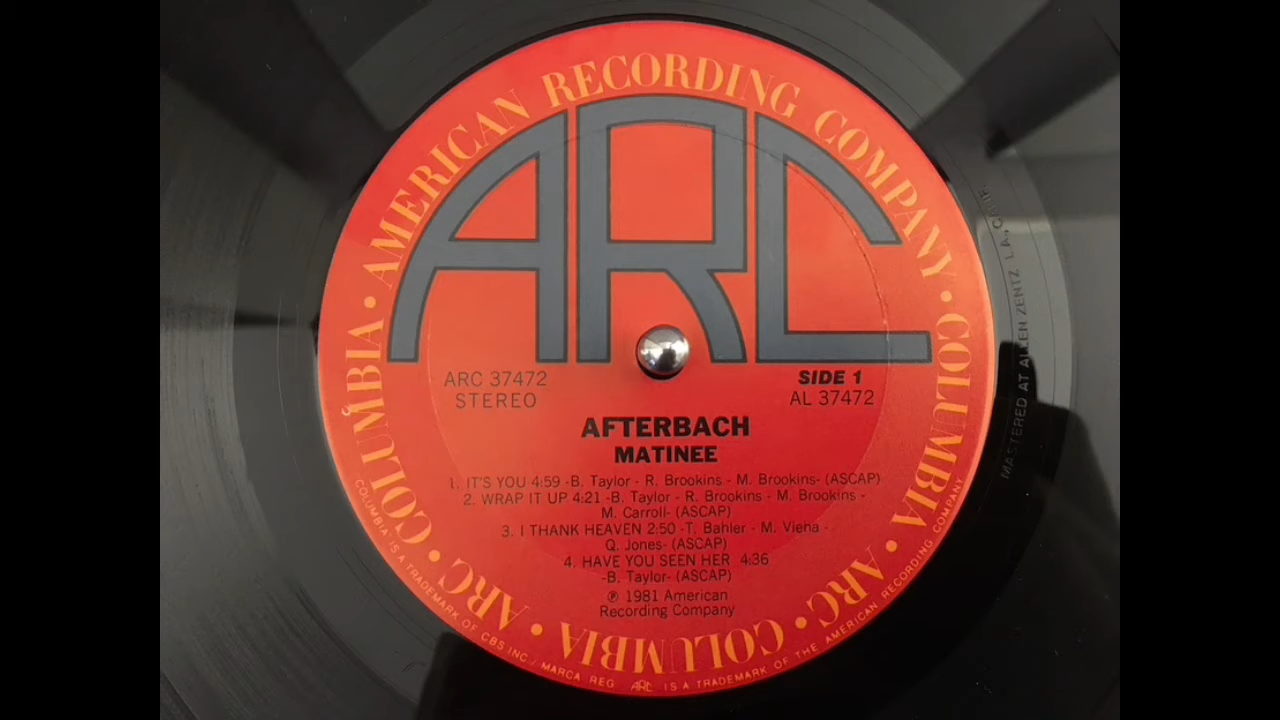 AMERICAN RECORDING COMPANY • COLUMBIA • ARC • COLUMBIA • ARC • COLUMBIA •
ARC
ARC 37472
STEREO
SIDE 1
AL 37472
AFTERBACH
MATINEE
1. IT'S YOU 4:59 -B. Taylor - R. Brookins - M. Brookins- (ASCAP)
2. WRAP IT UP 4:21 -B. Taylor - R. Brookins - M. Brookins -
M. Carroll- (ASCAP)
3. I THANK HEAVEN 2:50 -T. Bahler - M. Vieha -
Q. Jones- (ASCAP)
4. HAVE YOU SEEN HER 4:36
-B. Taylor- (ASCAP)
℗ 1981 American
Recording Company
COLUMBIA IS A TRADEMARK OF CBS INC./ MARCA REG. ARC IS A TRADEMARK OF THE AMERICAN RECORDING COMPANY
MASTERED AT ALLEN ZENTZ L.A., CALIF.